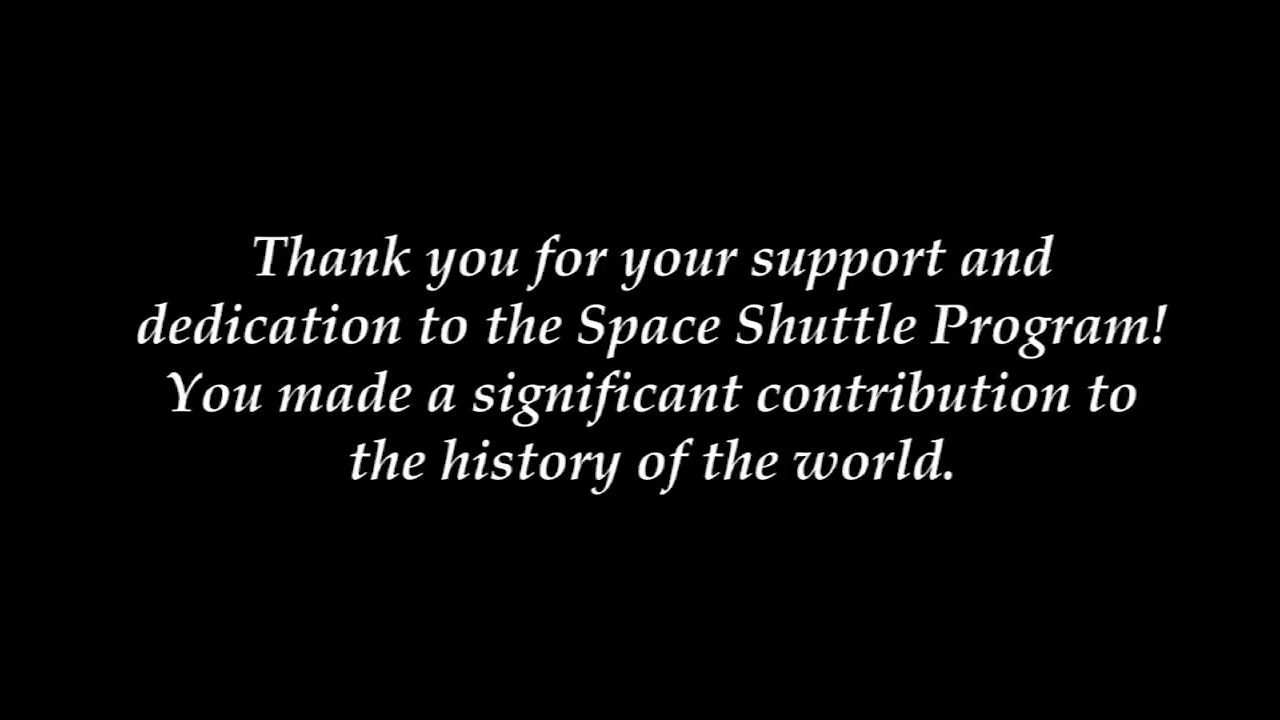 Thank you for your support and
dedication to the Space Shuttle Program!
You made a significant contribution to
the history of the world.